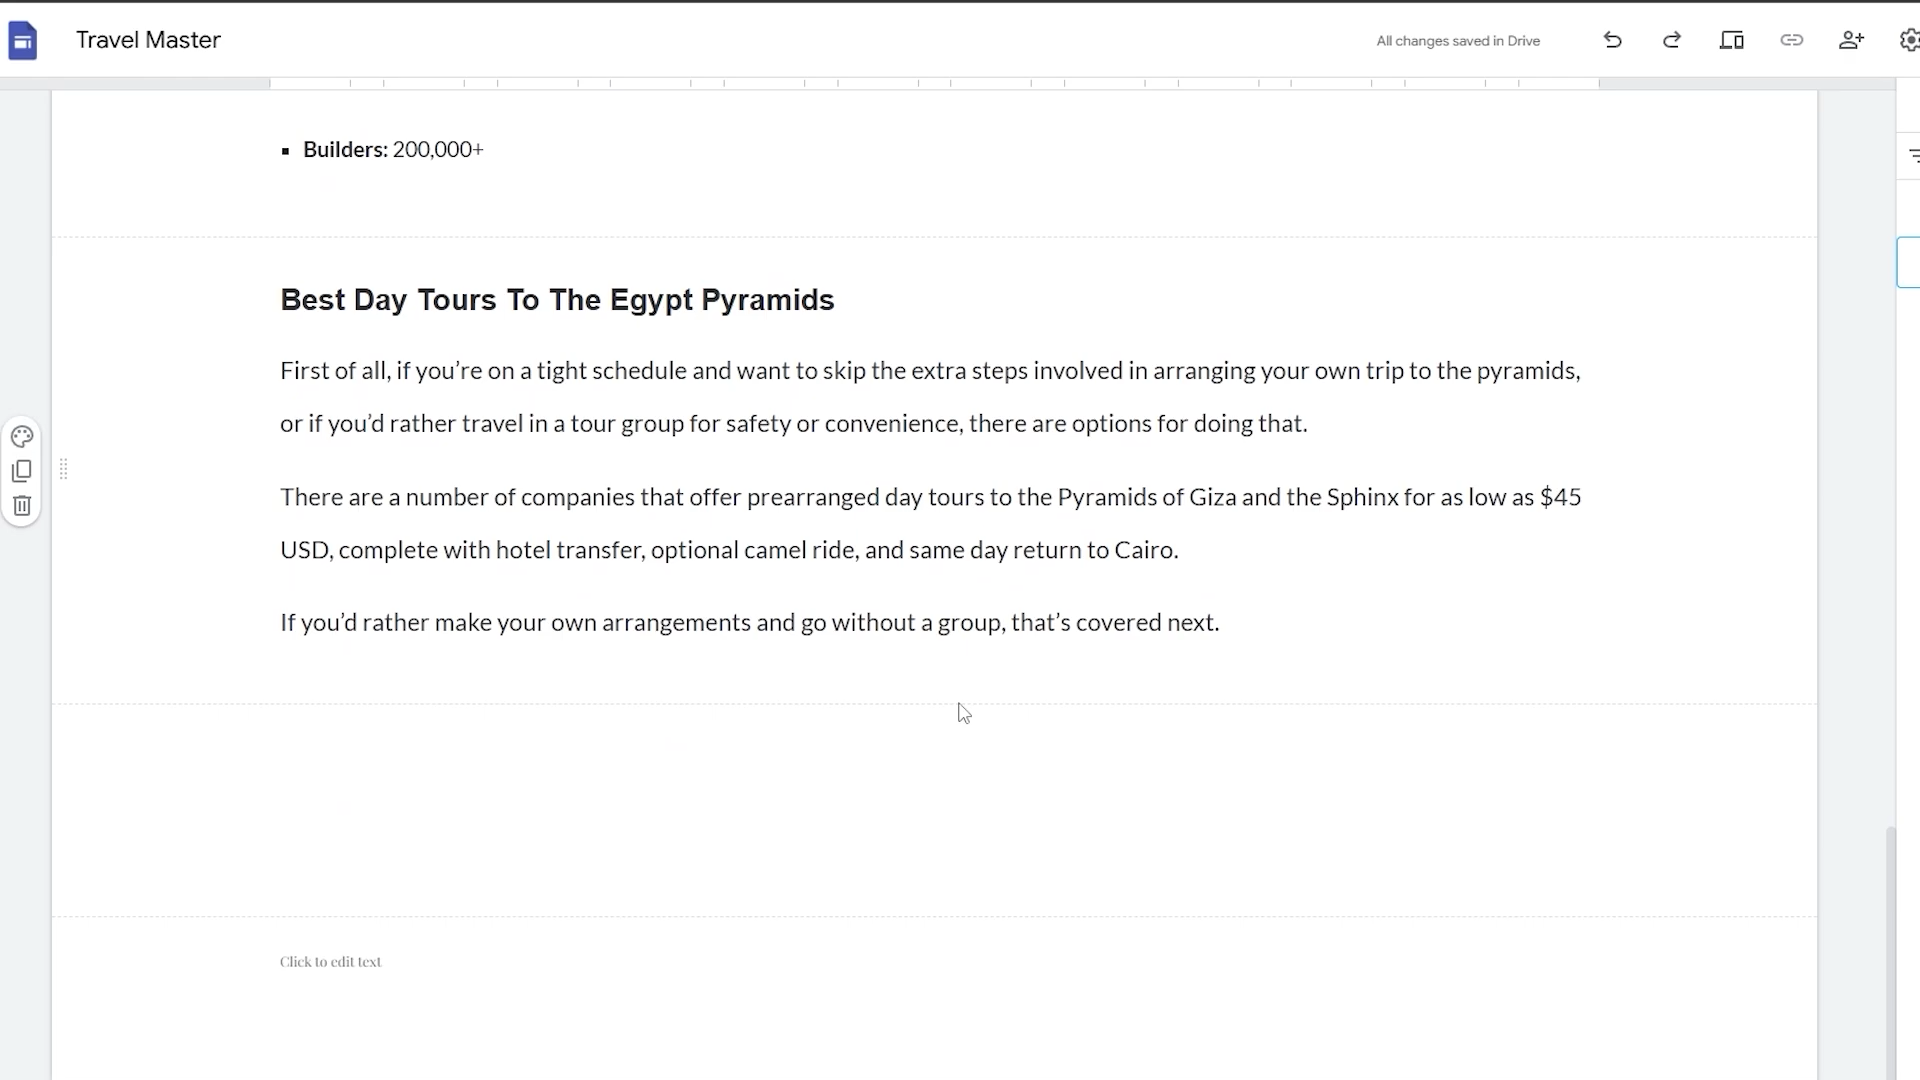 Travel Master
All changes saved in Drive
Builders: 200,000+
Best Day Tours To The Egypt Pyramids
First of all, if you’re on a tight schedule and want to skip the extra steps involved in arranging your own trip to the pyramids,
or if you’d rather travel in a tour group for safety or convenience, there are options for doing that.
There are a number of companies that offer prearranged day tours to the Pyramids of Giza and the Sphinx for as low as $45
USD, complete with hotel transfer, optional camel ride, and same day return to Cairo.
If you’d rather make your own arrangements and go without a group, that’s covered next.
Click to edit text